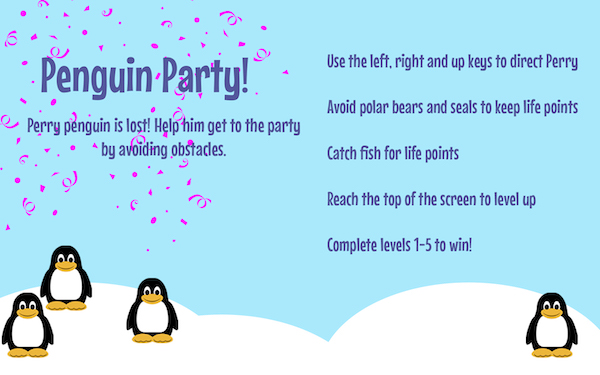 Penguin Party!
Perry penguin is lost! Help him get to the party
by avoiding obstacles.
Use the left, right and up keys to direct Perry
Avoid polar bears and seals to keep life points
Catch fish for life points
Reach the top of the screen to level up
Complete levels 1-5 to win!